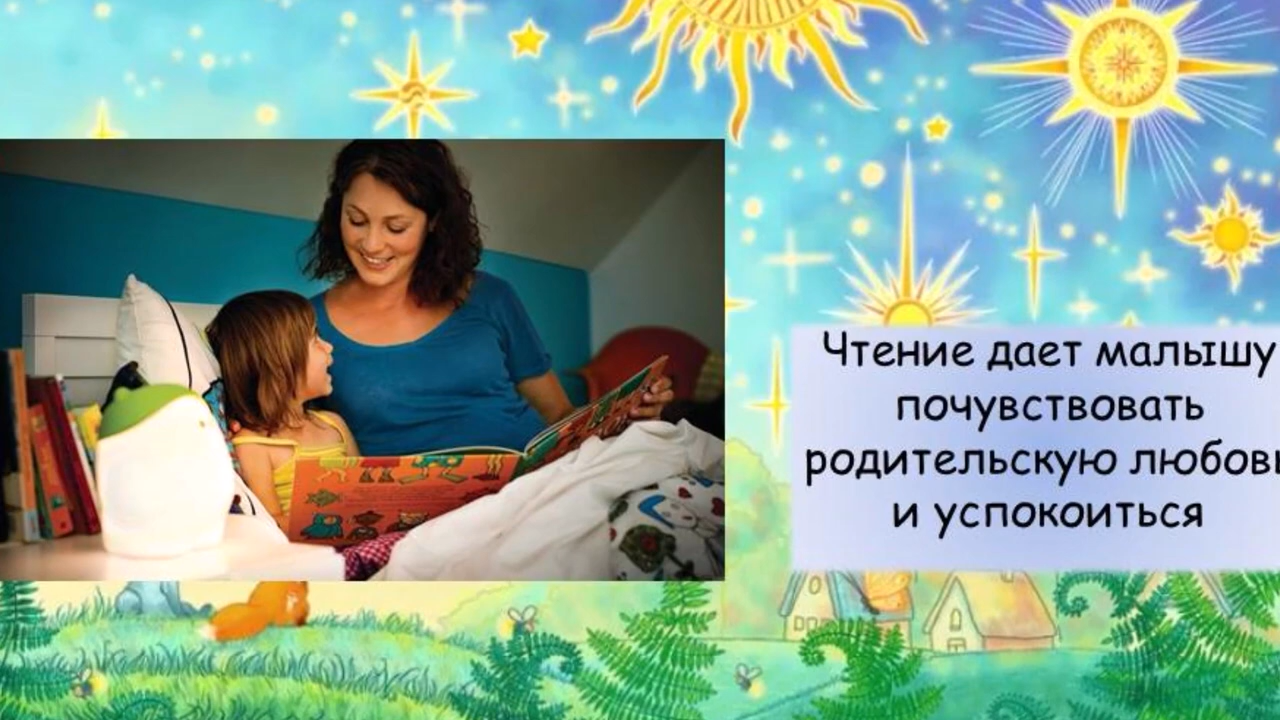 Чтение дает малышу
почувствовать
родительскую любовь
и успокоиться